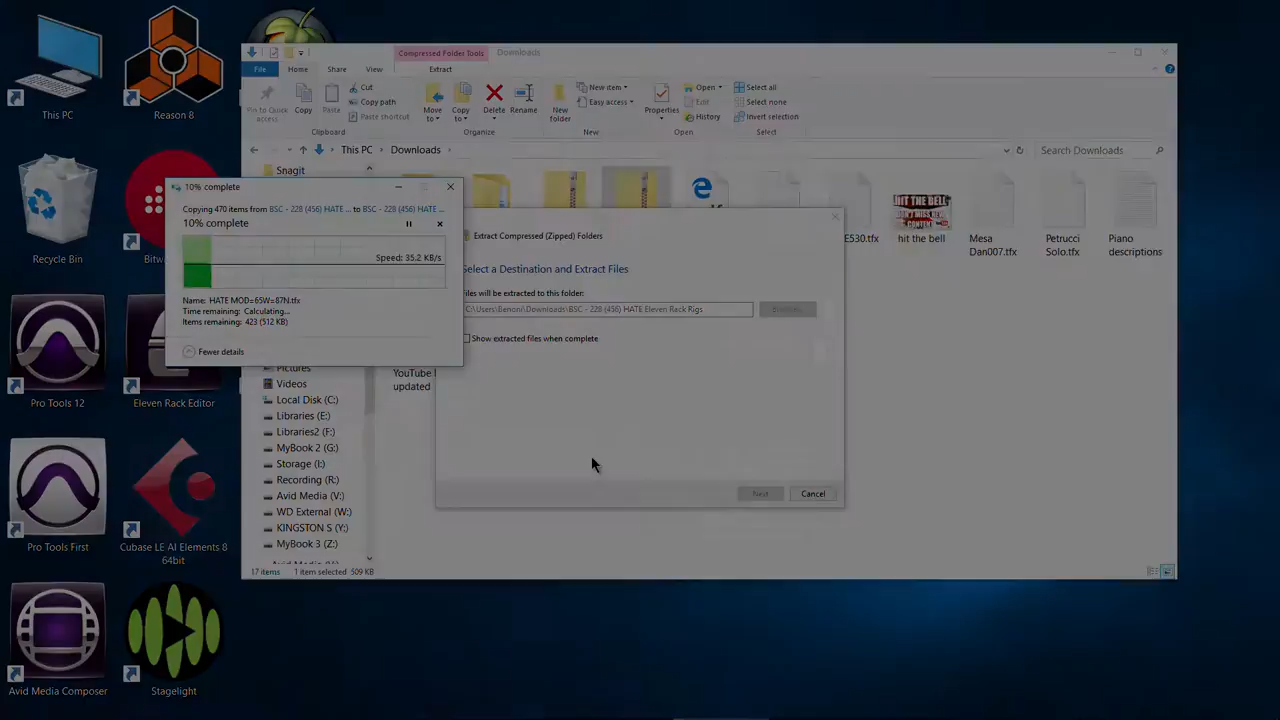 This PC
Reason 8
Recycle Bin
Bitw
Pro Tools 12
Eleven Rack Editor
Pro Tools First
Cubase LE AI Elements 8
64bit
Avid Media Composer
Stagelight
Compressed Folder Tools
Downloads
File
Home
Share
View
Extract
Pin to Quick
access
Copy
Paste
Cut
Copy path
Paste shortcut
Clipboard
Move
to
Copy
to
Delete
Rename
Organize
New
folder
New item
Easy access
New
Properties
Open
Edit
History
Open
Select all
Select none
Invert selection
Select
This PC
Downloads
Search Downloads
Snagit
10% complete
Copying 470 items from BSC - 228 (456) HATE ... to BSC - 228 (456) HATE ...
10% complete
Speed: 35.2 KB/s
Name: HATE MOD=65W=87N.tfx
Time remaining: Calculating...
Items remaining: 423 (512 KB)
Fewer details
Extract Compressed (Zipped) Folders
Select a Destination and Extract Files
Files will be extracted to this folder:
C:\Users\Benoni\Downloads\BSC - 228 (456) HATE Eleven Rack Rigs
Browse...
Show extracted files when complete
Next
Cancel
E530.tfx
HIT THE BELL
DON'T MISS NEW
CONTENT
hit the bell
Mesa
Dan007.tfx
Petrucci
Solo.tfx
Piano
descriptions
YouTube
updated
Pictures
Videos
Local Disk (C:)
Libraries (E:)
Libraries2 (F:)
MyBook 2 (G:)
Storage (I:)
Recording (R:)
Avid Media (V:)
WD External (W:)
KINGSTON S (Y:)
MyBook 3 (Z:)
17 items
1 item selected 509 KB